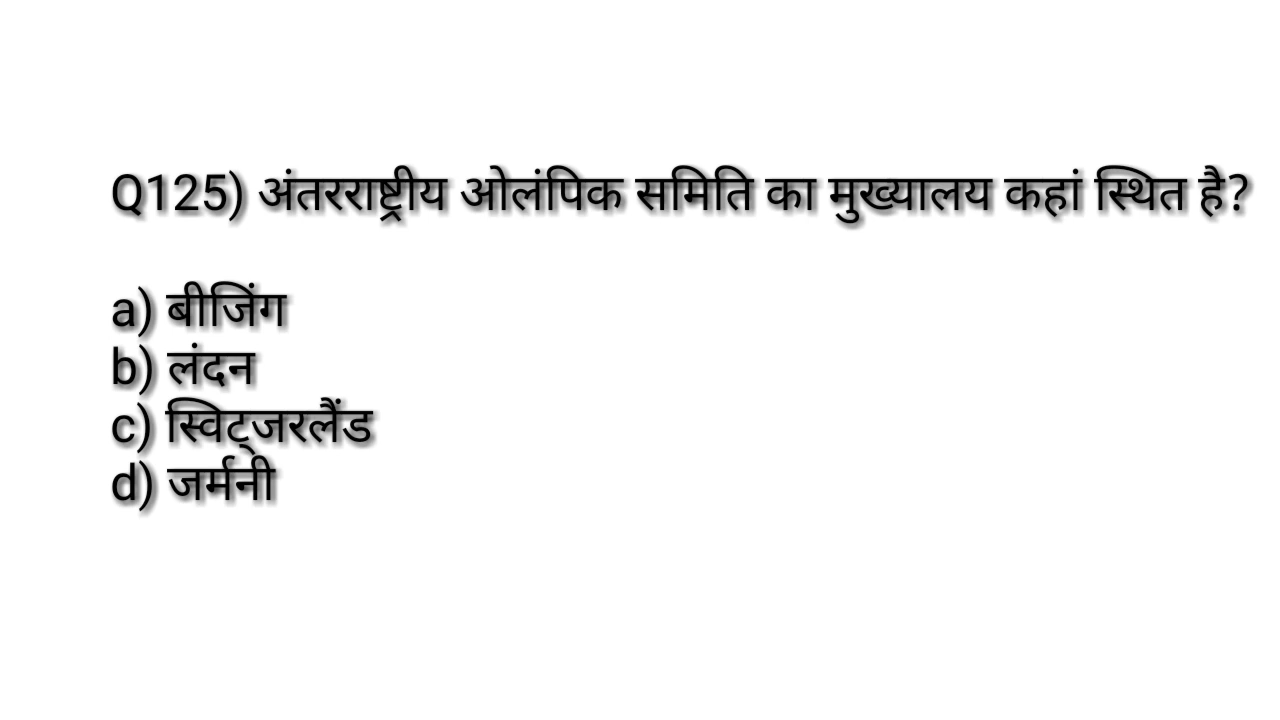 Q125) अंतरराष्ट्रीय ओलंपिक समिति का मुख्यालय कहां स्थित है?
a) बीजिंग
b) लंदन
c) स्विट्जरलैंड
d) जर्मनी